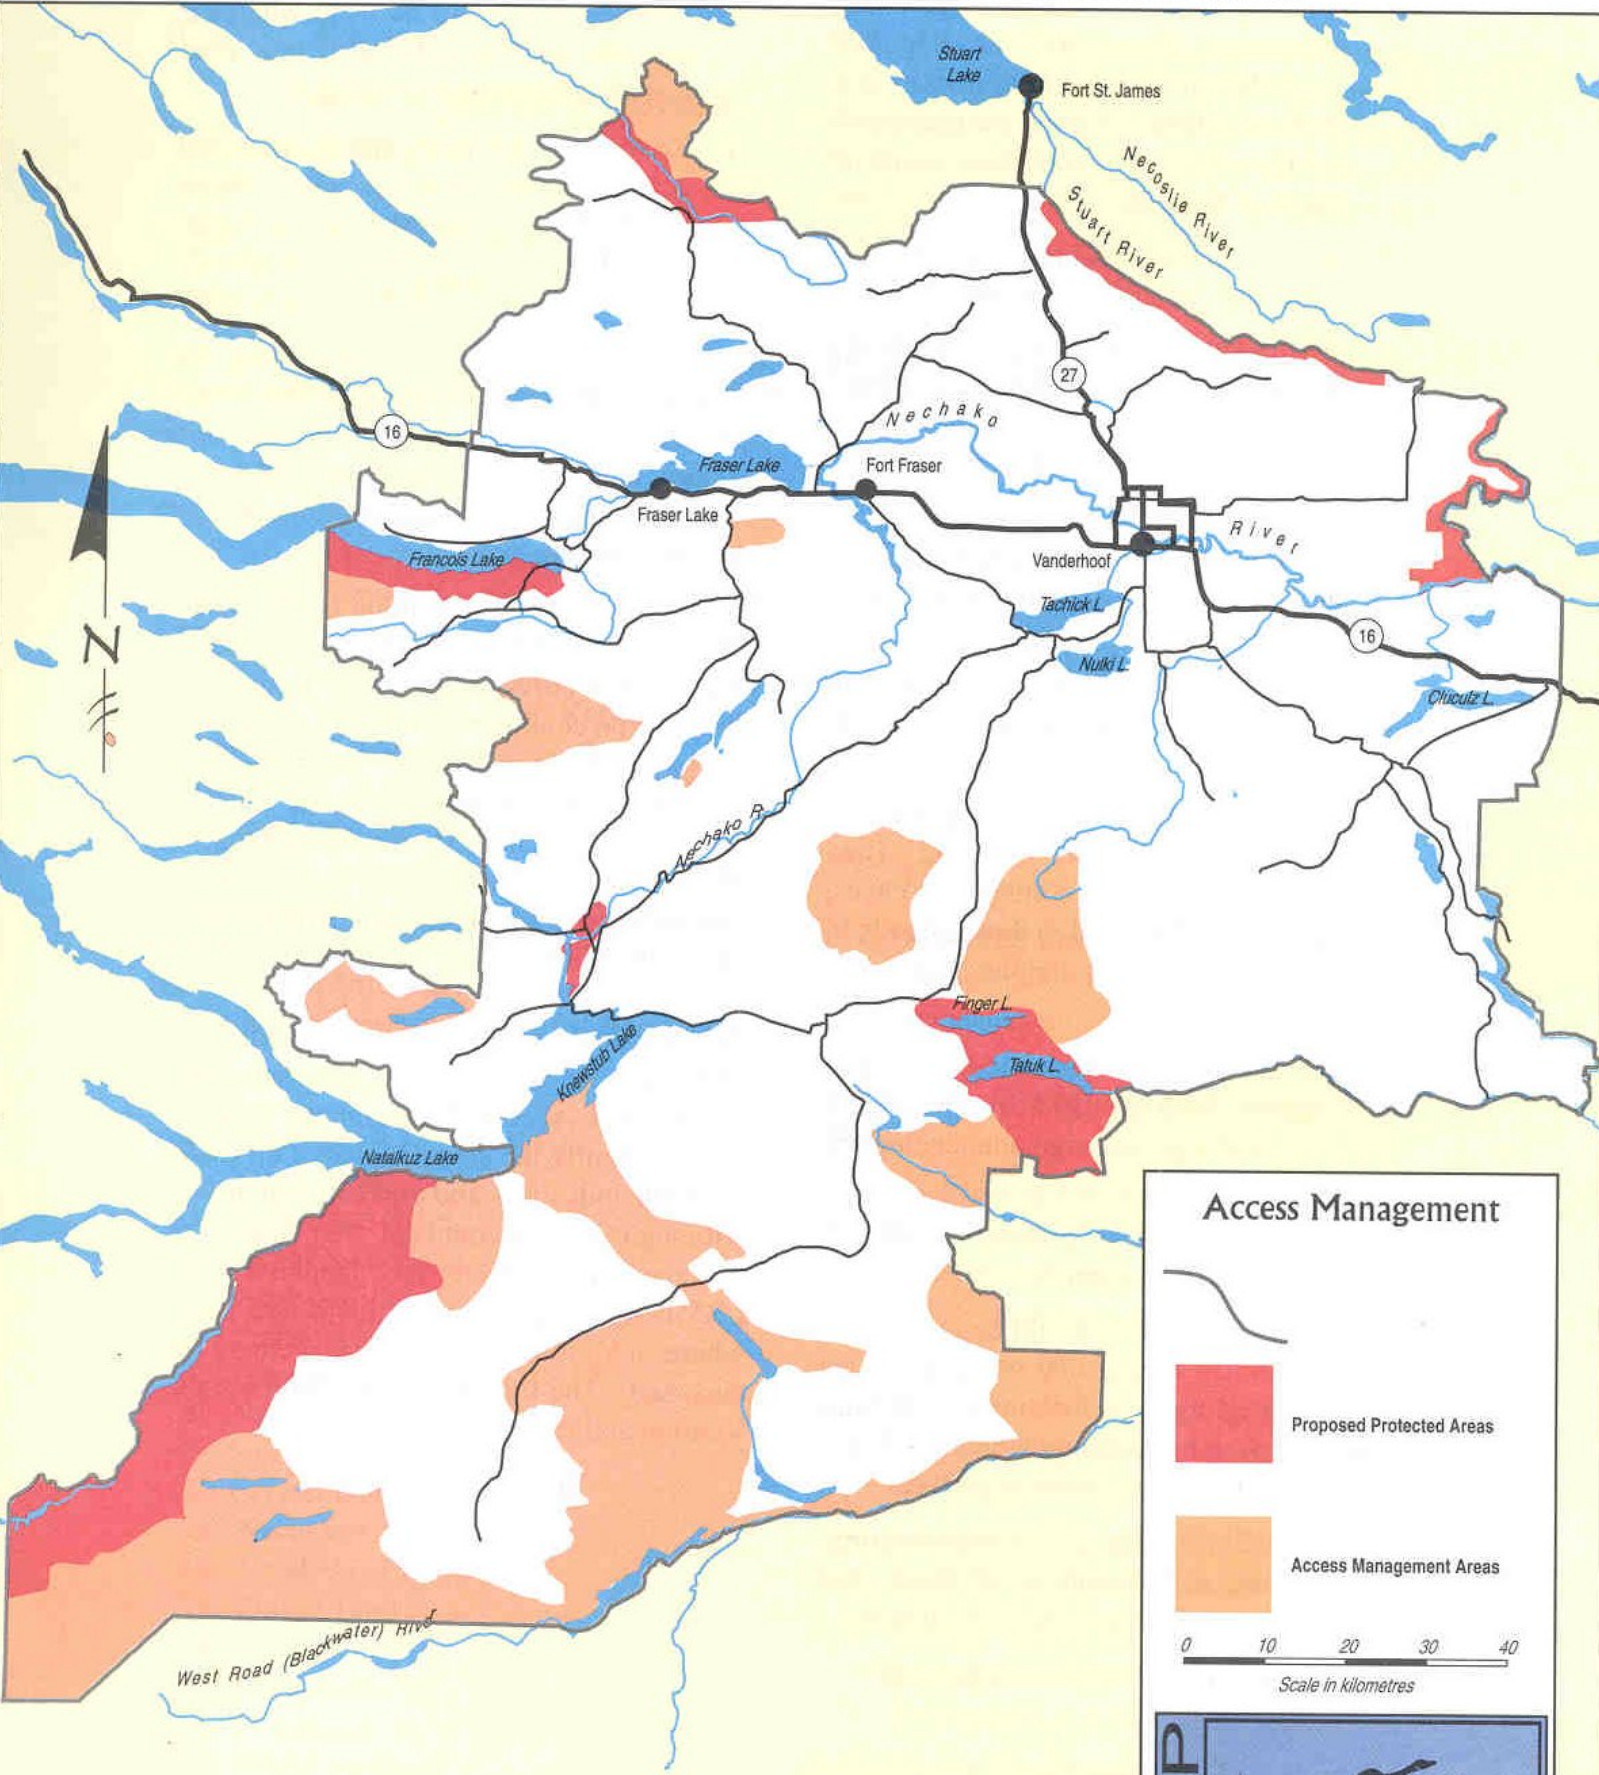 Stuart
Lake
Fort St. James
Necoslie River
Stuart River
27
16
Nechako
Fraser Lake
Fort Fraser
Fraser Lake
River
Vanderhoof
Francois Lake
Tachick L.
16
N
Nulki L.
Cluculz L.
Nechako R.
Finger L.
Knewstub Lake
Tatuk L.
Natalkuz Lake
Access Management
Proposed Protected Areas
Access Management Areas
0 10 20 30 40
Scale in kilometres
West Road (Blackwater) River
P